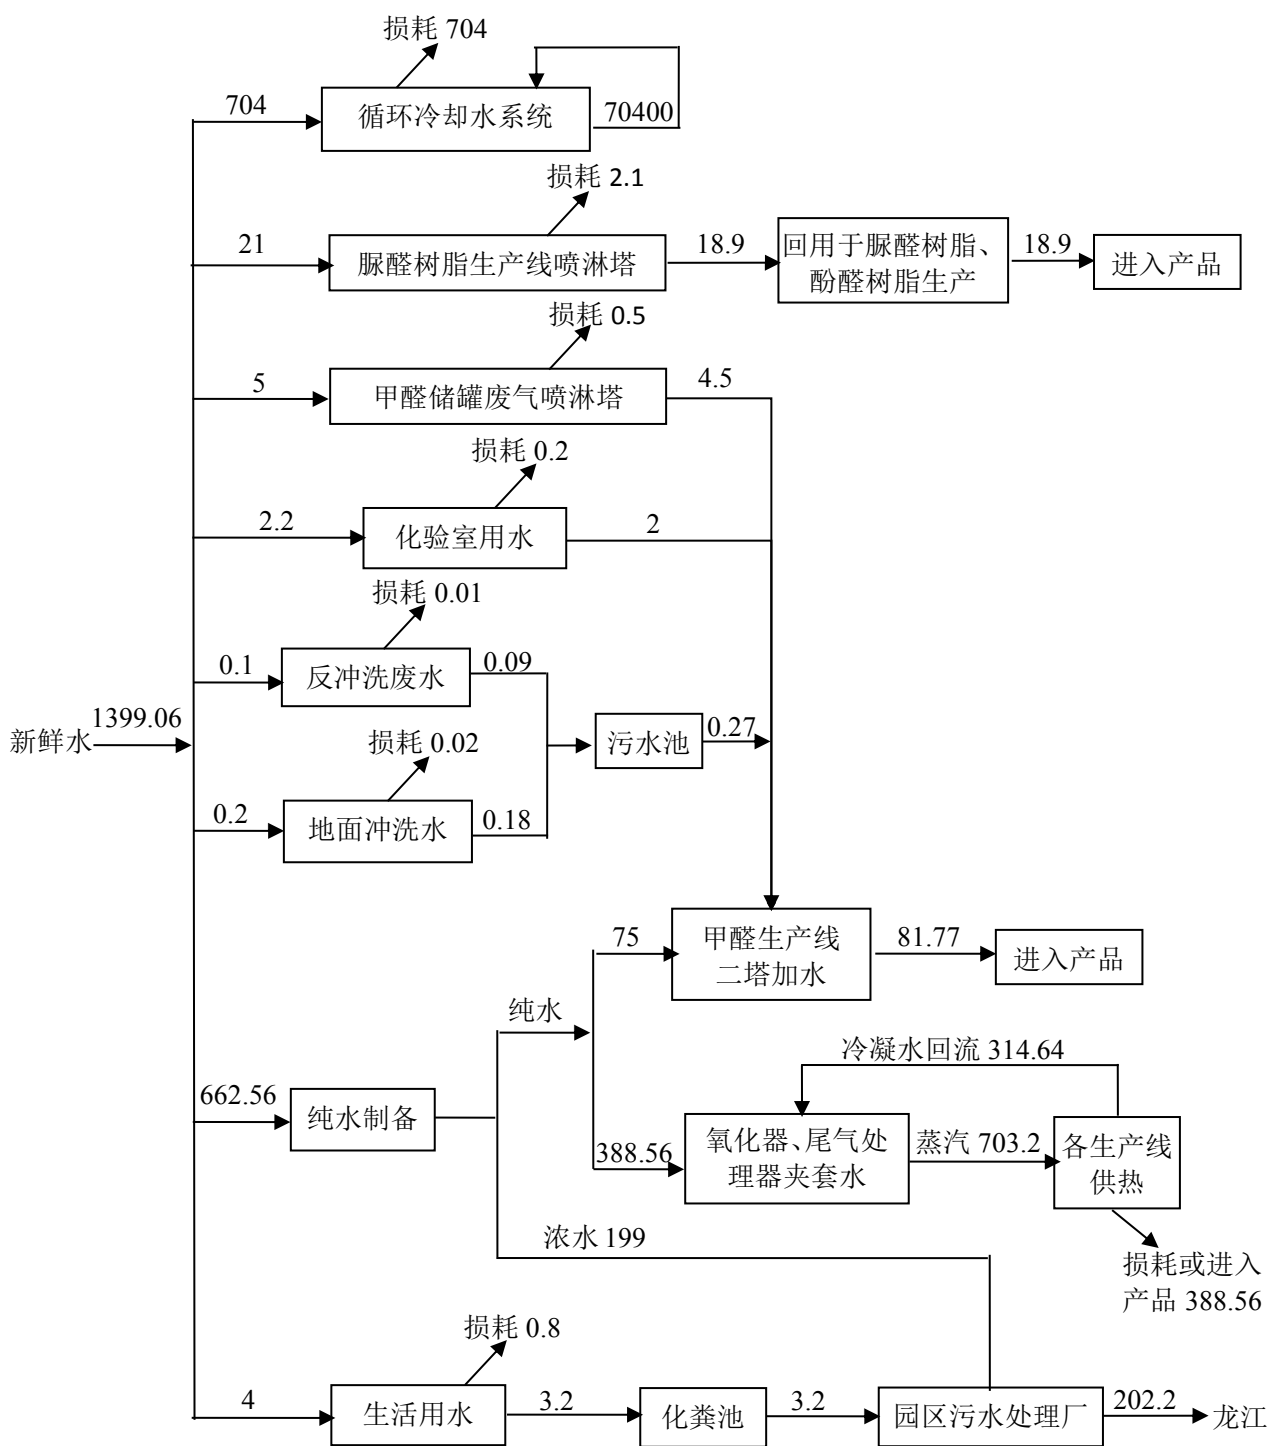 损耗 704
704
循环冷却水系统
70400
损耗 2.1
21
脲醛树脂生产线喷淋塔
18.9
回用于脲醛树脂、
酚醛树脂生产
18.9
进入产品
损耗 0.5
5
甲醛储罐废气喷淋塔
4.5
损耗 0.2
2.2
化验室用水
2
损耗 0.01
0.1
反冲洗废水
0.09
新鲜水
1399.06
损耗 0.02
污水池
0.27
0.2
地面冲洗水
0.18
75
甲醛生产线
二塔加水
81.77
进入产品
纯水
冷凝水回流 314.64
662.56
纯水制备
388.56
氧化器、尾气处
理器夹套水
蒸汽 703.2
各生产线
供热
浓水 199
损耗或进入
产品 388.56
损耗 0.8
4
生活用水
3.2
化粪池
3.2
园区污水处理厂
202.2
龙江